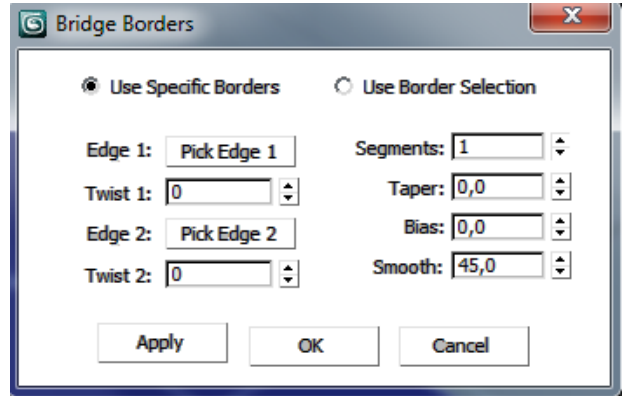 Bridge Borders
Use Specific Borders Use Border Selection
Edge 1: Pick Edge 1 Segments: 1
Twist 1: 0 Taper: 0,0
Edge 2: Pick Edge 2 Bias: 0,0
Twist 2: 0 Smooth: 45,0
Apply OK Cancel